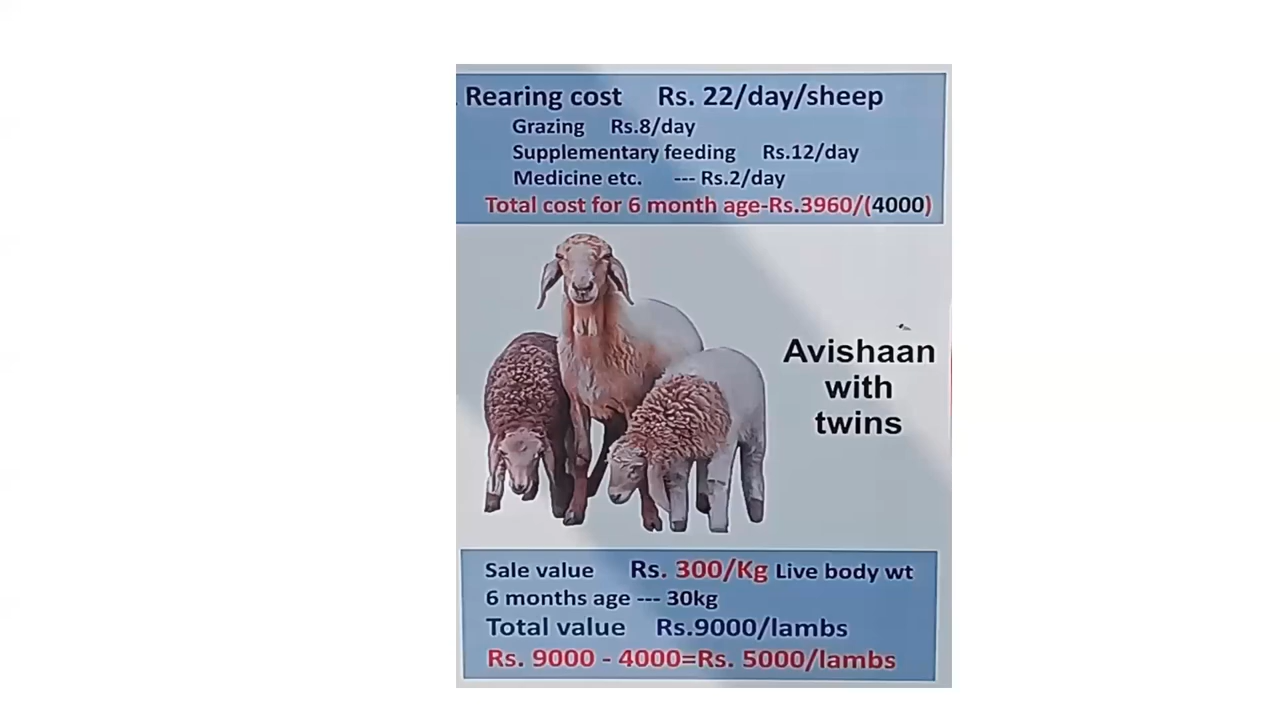 . Rearing cost Rs. 22/day/sheep
Grazing Rs.8/day
Supplementary feeding Rs.12/day
Medicine etc. --- Rs.2/day
Total cost for 6 month age-Rs.3960/(4000)
Avishaan
with
twins
Sale value Rs. 300/Kg Live body wt
6 months age --- 30kg
Total value Rs.9000/lambs
Rs. 9000 - 4000=Rs. 5000/lambs